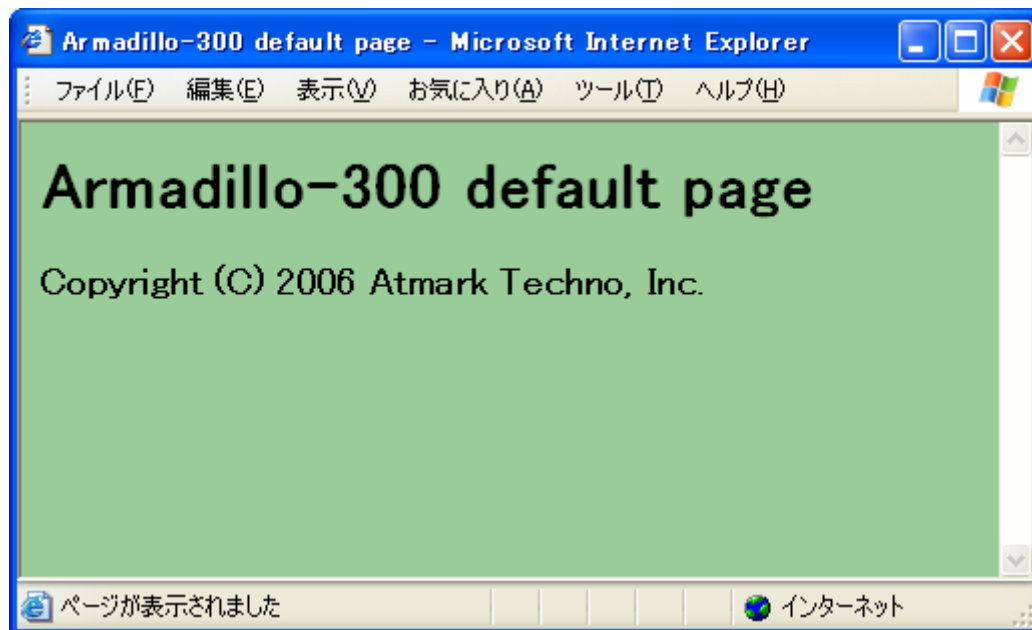 Armadillo-300 default page - Microsoft Internet Explorer
ファイル(F) 編集(E) 表示(V) お気に入り(A) ツール(T) ヘルプ(H)
Armadillo-300 default page
Copyright (C) 2006 Atmark Techno, Inc.
ページが表示されました インターネット